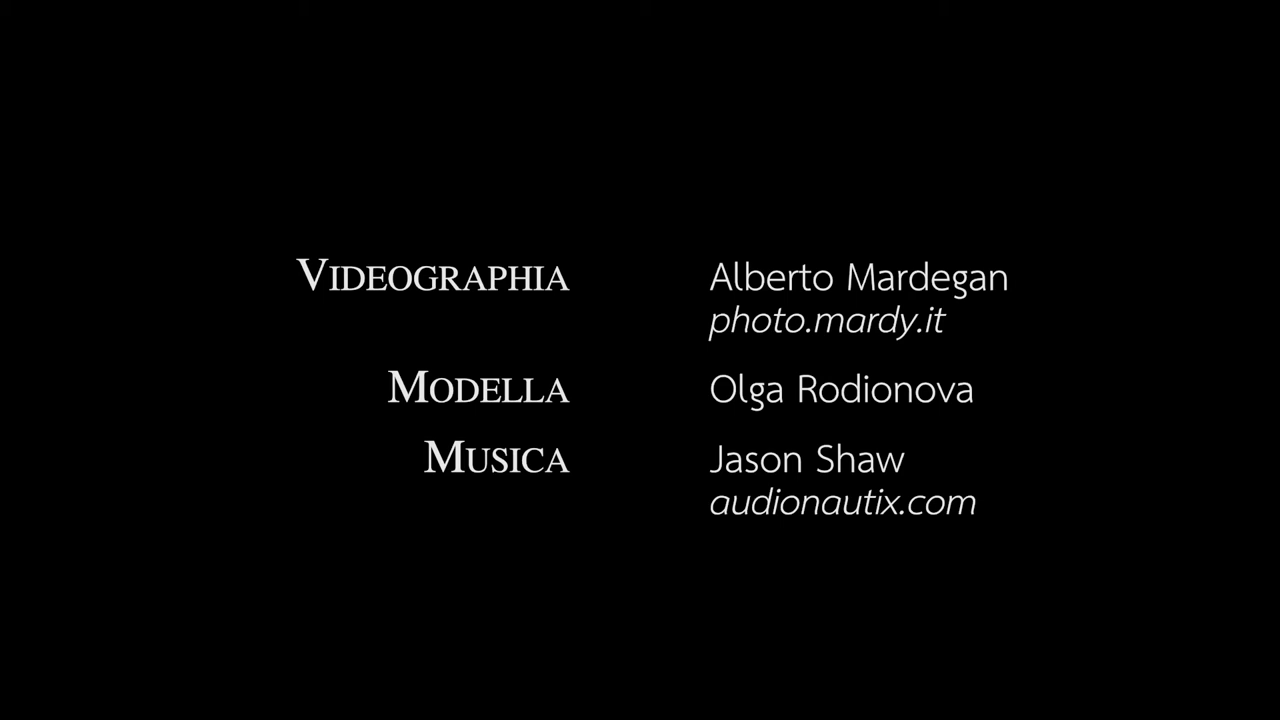 Videographia Alberto Mardegan
photo.mardy.it
Modella Olga Rodionova
Musica Jason Shaw
audionautix.com